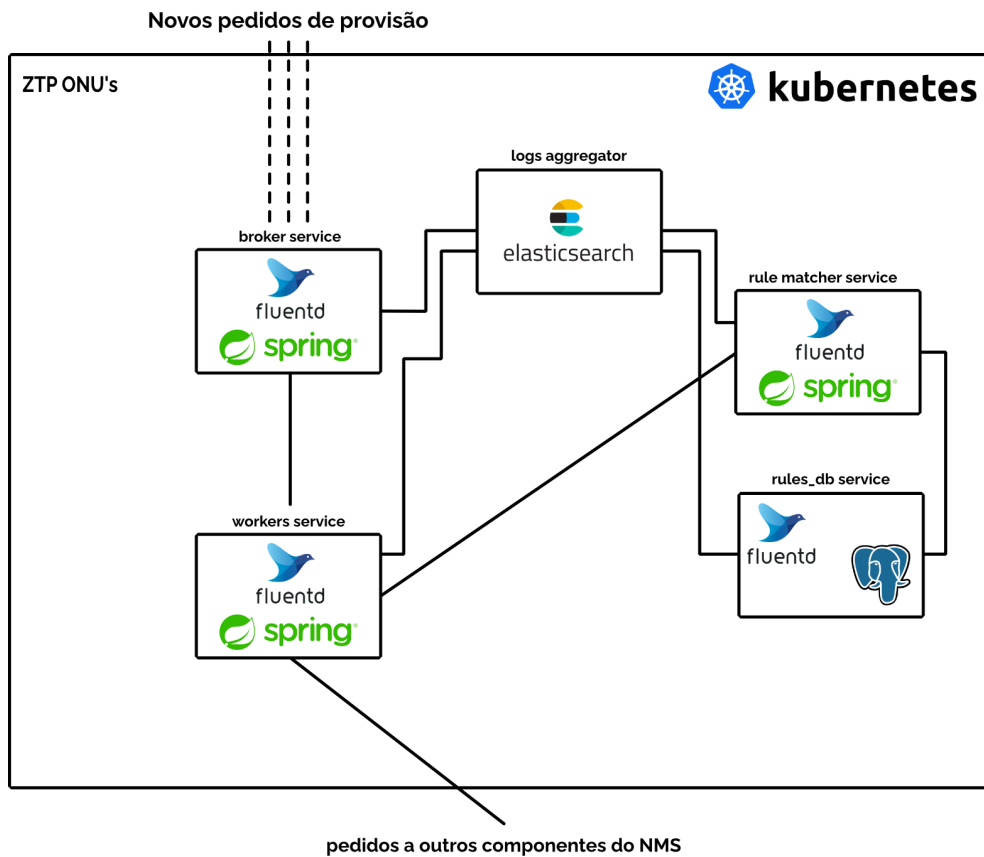 Novos pedidos de provisão
ZTP ONU's
kubernetes
logs aggregator
elasticsearch
broker service
fluentd
spring
rule matcher service
fluentd
spring
rules_db service
fluentd
workers service
fluentd
spring
pedidos a outros componentes do NMS